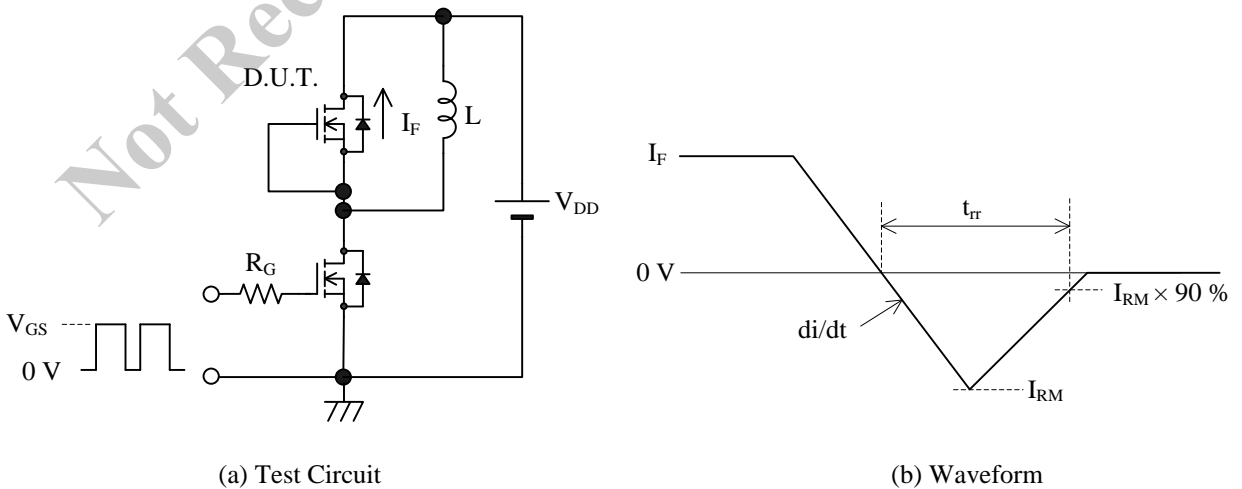 Not Rec
D.U.T.
I_F
L
V_DD
R_G
V_GS
0 V
(a) Test Circuit
I_F
t_rr
0 V
I_RM × 90 %
di/dt
I_RM
(b) Waveform